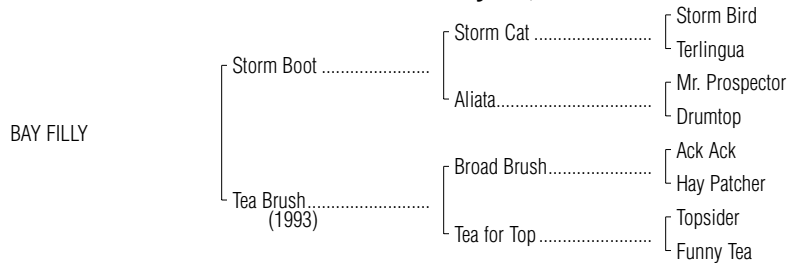 Storm Bird
Storm Cat ..........................
Terlingua
Storm Boot ........................
Mr. Prospector
Aliata...................................
Drumtop
BAY FILLY
Ack Ack
Broad Brush.......................
Hay Patcher
Tea Brush...........................
(1993)
Topsider
Tea for Top .........................
Funny Tea